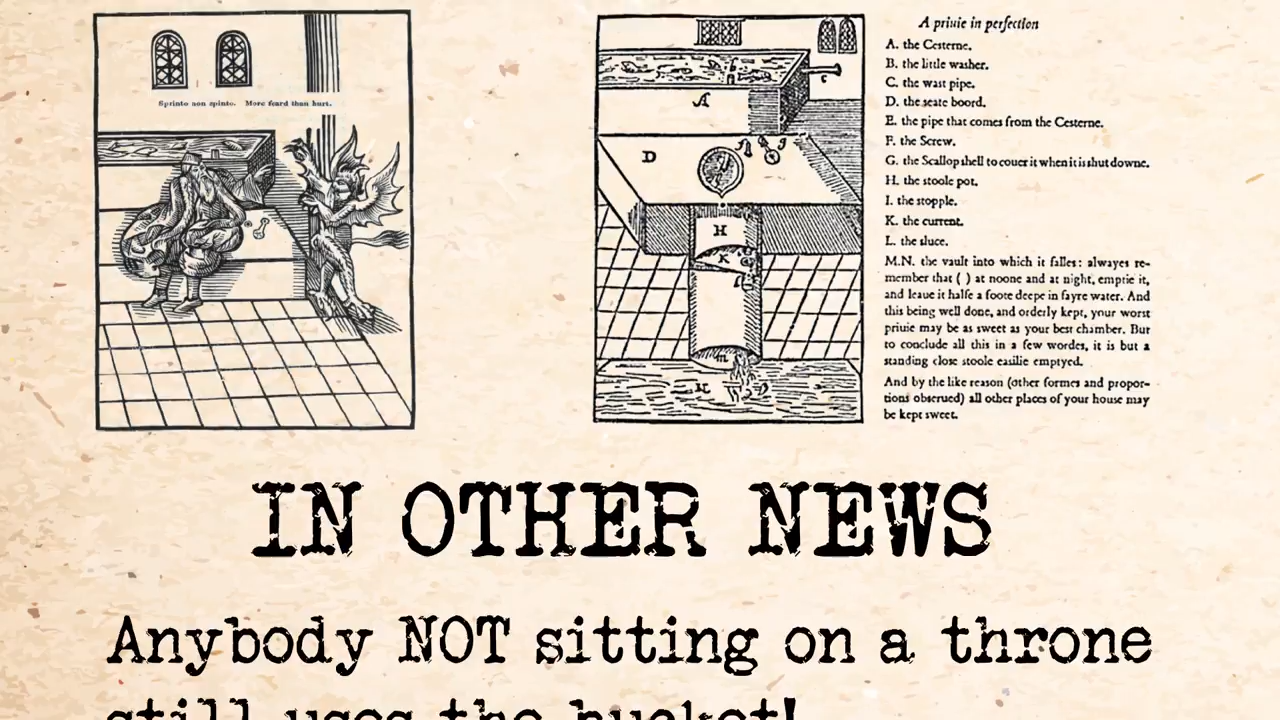 Sprinto non spinto. More feard than hurt.
A priuie in perfection
A. the Cesterne.
B. the little washer.
C. the wast pipe.
D. the seate boord.
E. the pipe that comes from the Cesterne.
F. the Screw.
G. the Scallop shell to couer it when it is shut downe.
H. the stoole pot.
I. the stopple.
K. the current.
L. the sluce.
M.N. the vault into which it falles: alwayes re-
member that ( ) at noone and at night, emptie it,
and leaue it halfe a foote deepe in fayre water. And
this being well done, and orderly kept, your worst
priuie may be as sweet as your best chamber. But
to conclude all this in a few wordes, it is but a
standing close stoole easilie emptyed.
And by the like reason (other formes and propor-
tions obserued) all other places of your house may
be kept sweet.
A
C
D
H
K
m
IN OTHER NEWS
Anybody NOT sitting on a throne
still uses the bucket!